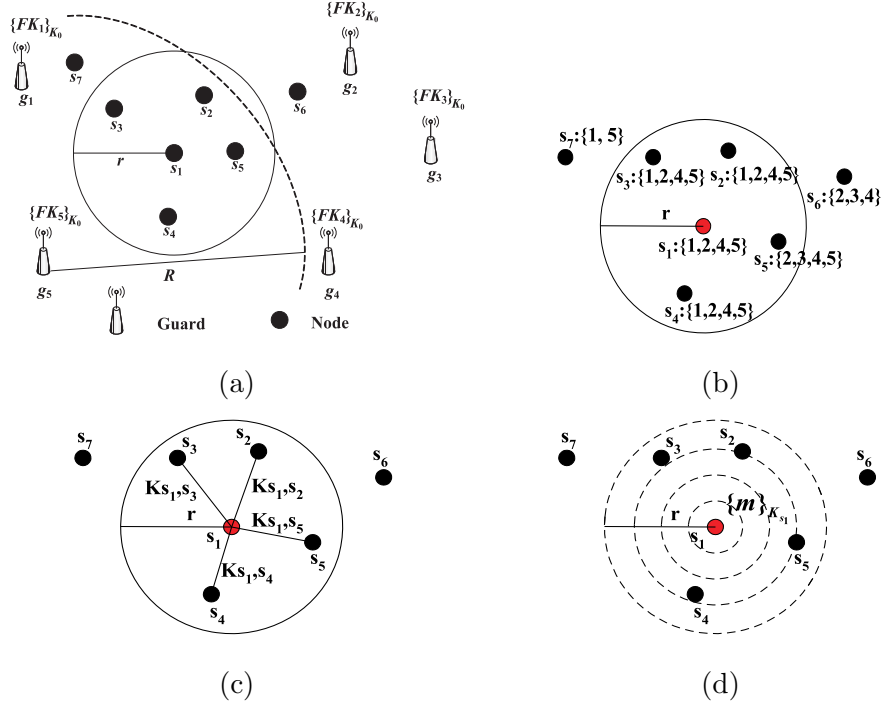 {FK₁}K₀
{FK₂}K₀
g₁
s₇
g₂
s₂
s₆
s₃
{FK₃}K₀
r
s₁
s₅
g₃
s₄
{FK₅}K₀
{FK₄}K₀
g₅
R
g₄
Guard
Node
(a)
s₇:{1, 5}
s₃:{1,2,4,5}
s₂:{1,2,4,5}
s₆:{2,3,4}
r
s₁:{1,2,4,5}
s₅:{2,3,4,5}
s₄:{1,2,4,5}
(b)
s₇
s₃
s₂
s₆
Ks₁,s₃
Ks₁,s₂
r
s₁
Ks₁,s₅
s₅
Ks₁,s₄
s₄
(c)
s₇
s₃
s₂
s₆
{m}Kₛ₁
r
s₁
s₅
s₄
(d)